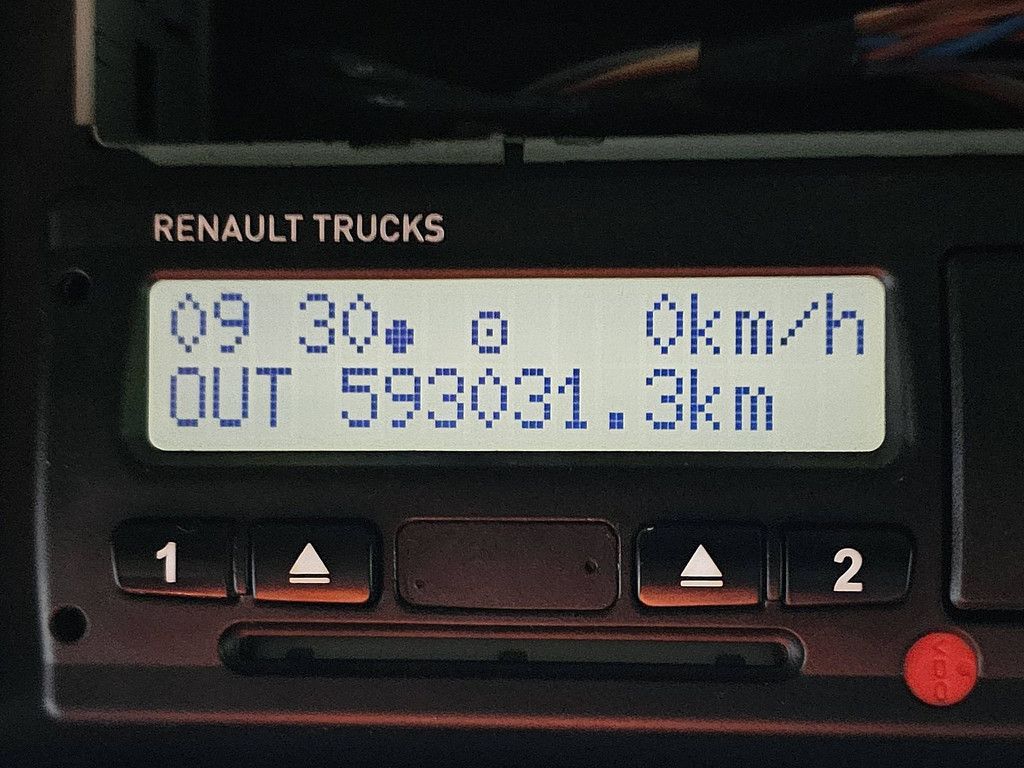 RENAULT TRUCKS
09 30● ⊙ 0km/h
OUT 593031.3km
1 2
VDO